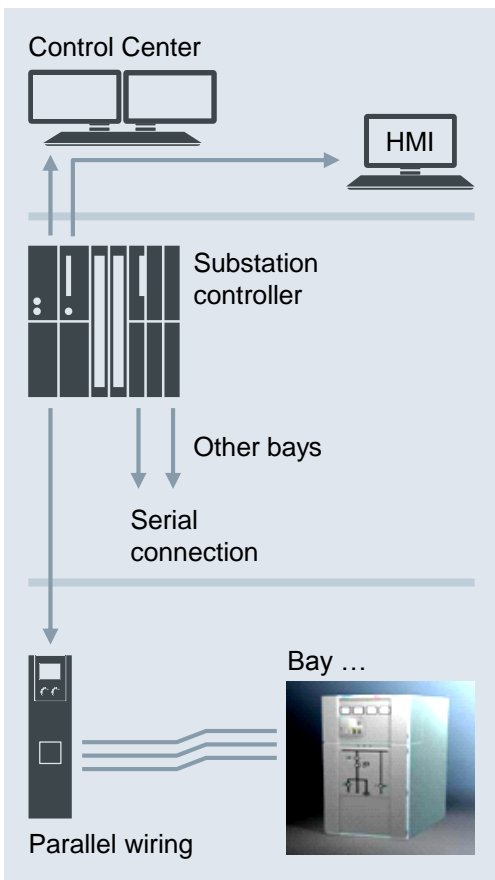 Control Center
HMI
Substation
controller
Other bays
Serial
connection
Bay …
Parallel wiring